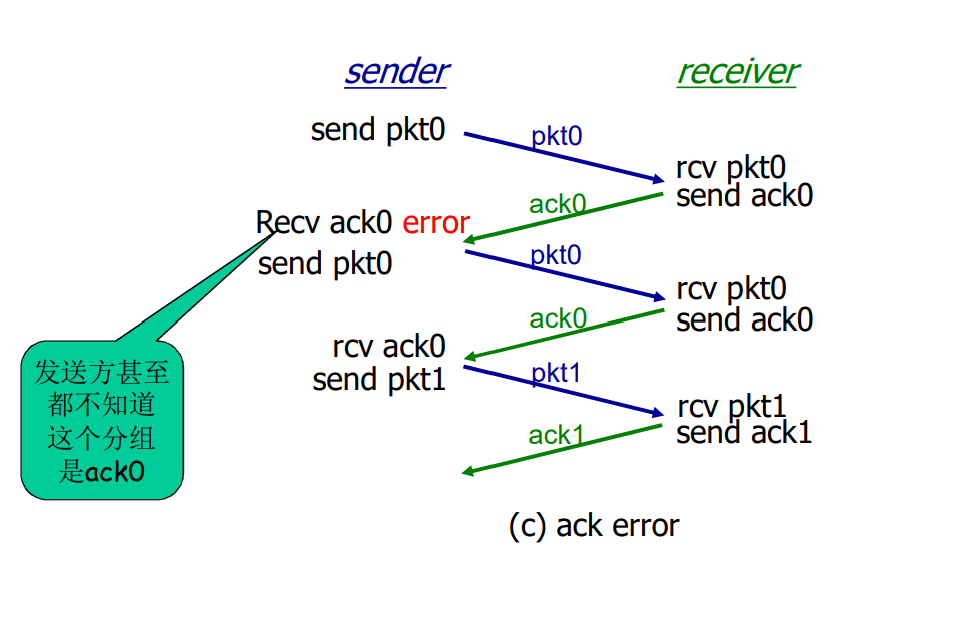 sender
receiver
send pkt0
pkt0
rcv pkt0
send ack0
ack0
Recv ack0 error
send pkt0
pkt0
rcv pkt0
send ack0
ack0
rcv ack0
send pkt1
pkt1
rcv pkt1
send ack1
ack1
发送方甚至
都不知道
这个分组
是ack0
(c) ack error